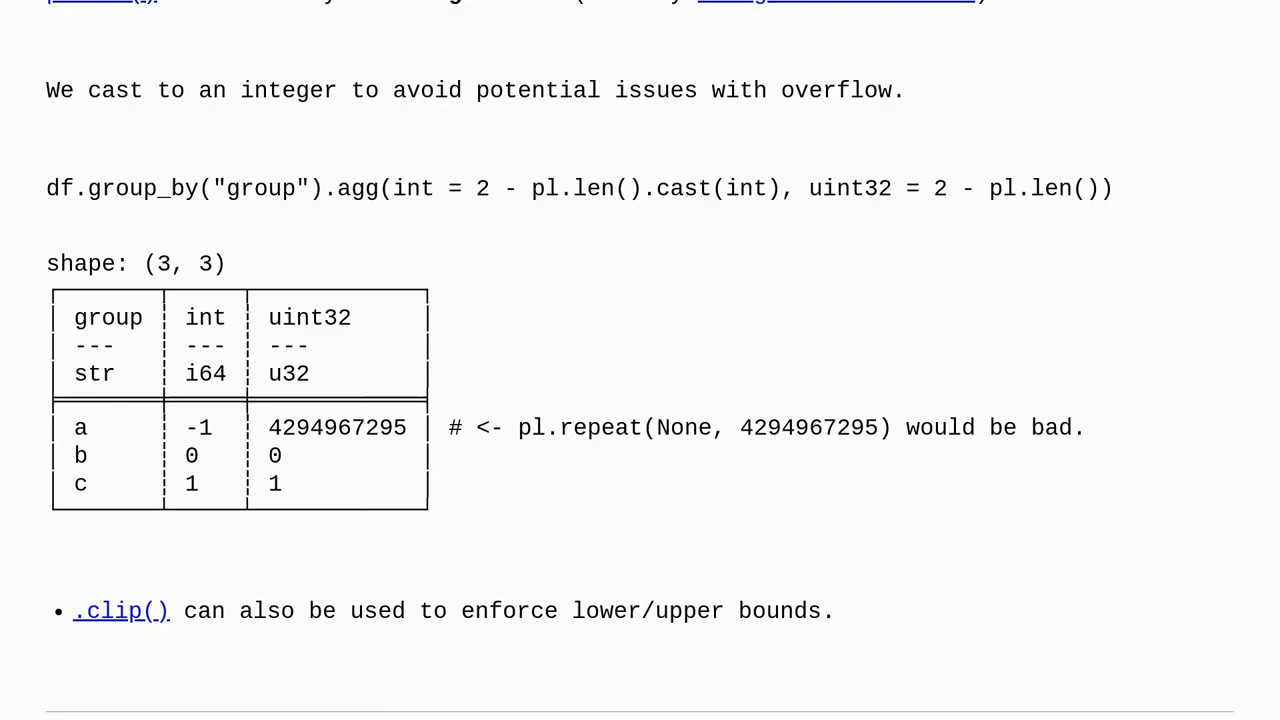 We cast to an integer to avoid potential issues with overflow.
df.group_by("group").agg(int = 2 - pl.len().cast(int), uint32 = 2 - pl.len())
shape: (3, 3)
group int uint32
--- --- ---
str i64 u32
a -1 4294967295 # <- pl.repeat(None, 4294967295) would be bad.
b 0 0
c 1 1
• .clip() can also be used to enforce lower/upper bounds.